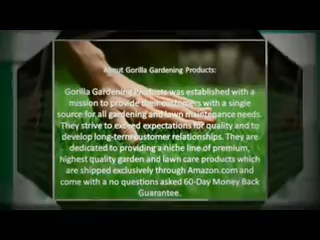 About Gorilla Gardening Products:
Gorilla Gardening Products was established with a
mission to provide their customers with a single
source for all gardening and lawn maintenance needs.
They strive to exceed expectations for quality and to
develop long-term customer relationships. They are
dedicated to providing a niche line of premium,
highest quality garden and lawn care products which
are shipped exclusively through Amazon.com and
come with a no questions asked 60-Day Money Back
Guarantee.